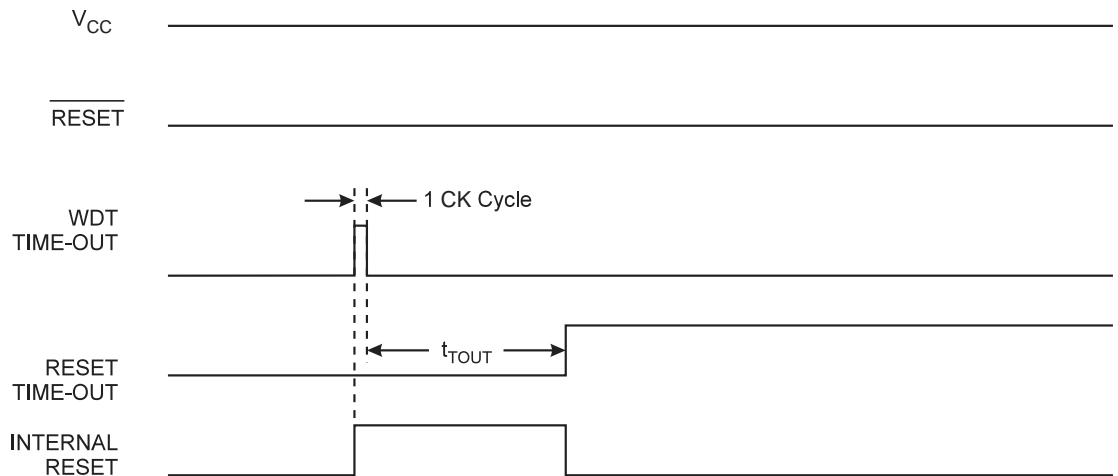 VCC
RESET
1 CK Cycle
WDT
TIME-OUT
tTOUT
RESET
TIME-OUT
INTERNAL
RESET